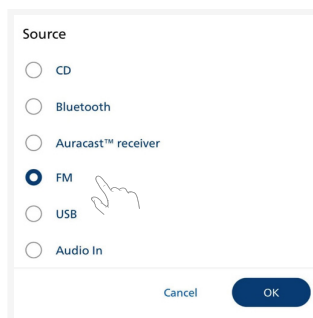 Source
CD
Bluetooth
Auracast™ receiver
FM
USB
Audio In
Cancel OK